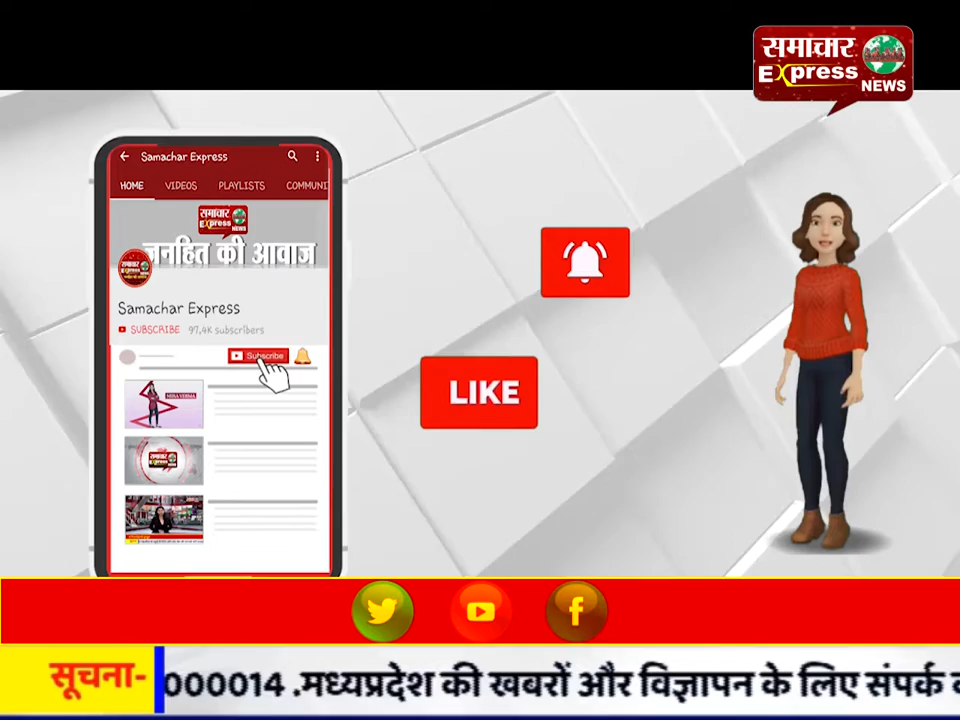 समाचार
Express
NEWS
Samachar Express
HOME VIDEOS PLAYLISTS COMMUNI
समाचार
Express
NEWS
जनहित की आवाज
Samachar Express
SUBSCRIBE 97,4K subscribers
Subscribe
LIKE
सूचना- 000014 .मध्यप्रदेश की खबरों और विज्ञापन के लिए संपर्क